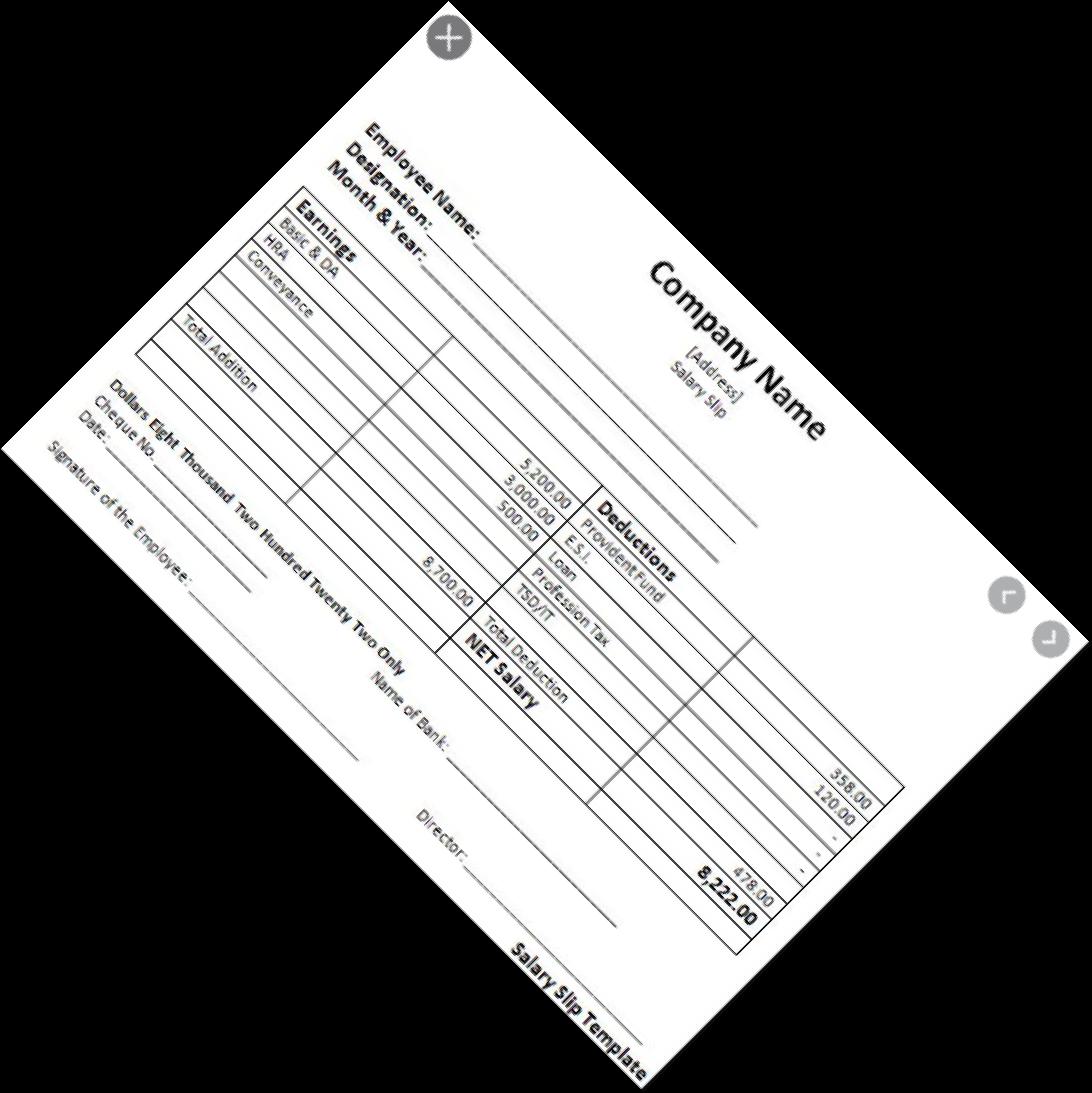 Company Name
[Address]
Salary Slip
Employee Name:
Designation:
Month & Year:
Earnings Deductions
Basic & DA 5,200.00 Provident Fund 358.00
HRA 3,000.00 E.S.I. 120.00
Conveyance 500.00 Loan -
Profession Tax -
TSD/IT -
Total Addition 8,700.00 Total Deduction 478.00
NET Salary 8,222.00
Dollars Eight Thousand Two Hundred Twenty Two Only
Cheque No. Name of Bank:
Date:
Signature of the Employee: Director:
Salary Slip Template